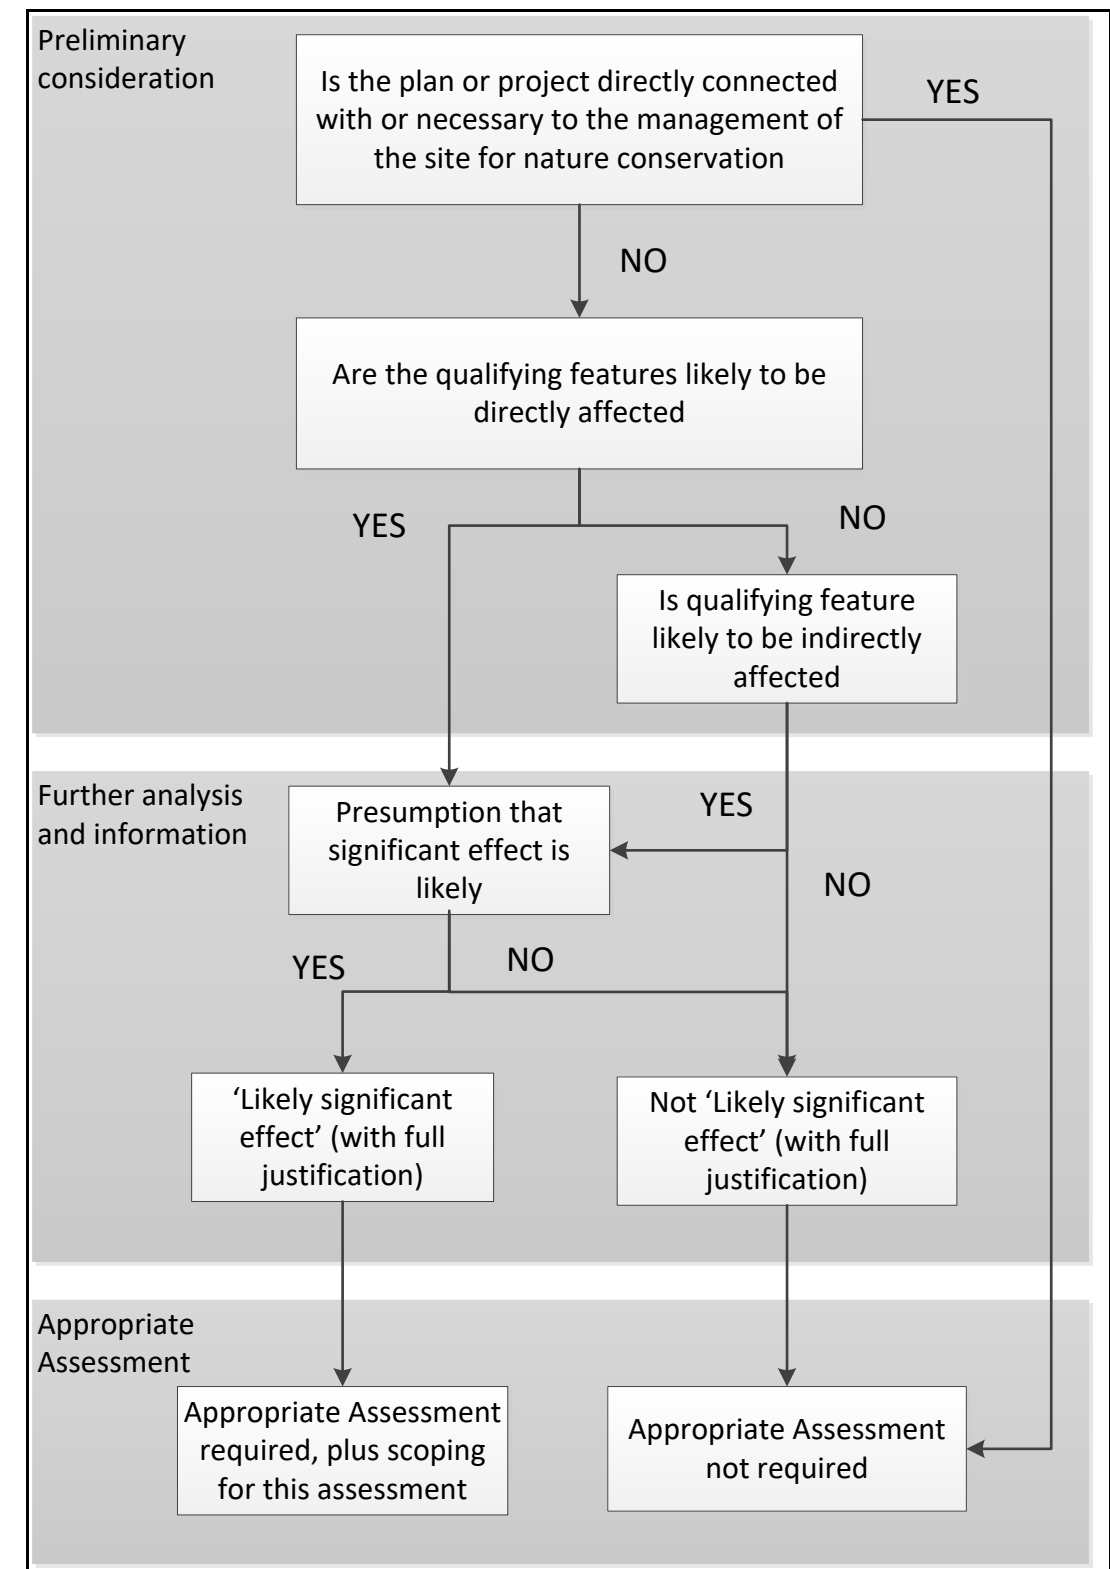 Preliminary
consideration
Is the plan or project directly connected
with or necessary to the management of
the site for nature conservation
YES
NO
Are the qualifying features likely to be
directly affected
YES
NO
Is qualifying feature
likely to be indirectly
affected
Further analysis
and information
Presumption that
significant effect is
likely
YES
NO
YES
NO
‘Likely significant
effect’ (with full
justification)
Not ‘Likely significant
effect’ (with full
justification)
Appropriate
Assessment
Appropriate Assessment
required, plus scoping
for this assessment
Appropriate Assessment
not required